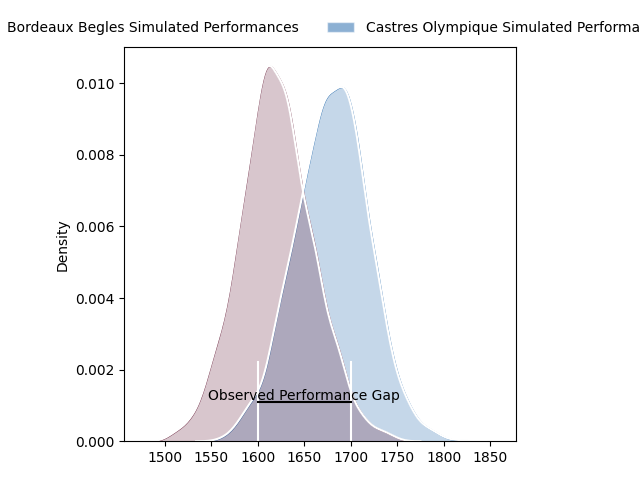 Bordeaux Begles Simulated Performances
Castres Olympique Simulated Performa
0.010
0.008
0.006
0.004
0.002
0.000
Density
Observed Performance Gap
1500 1550 1600 1650 1700 1750 1800 1850